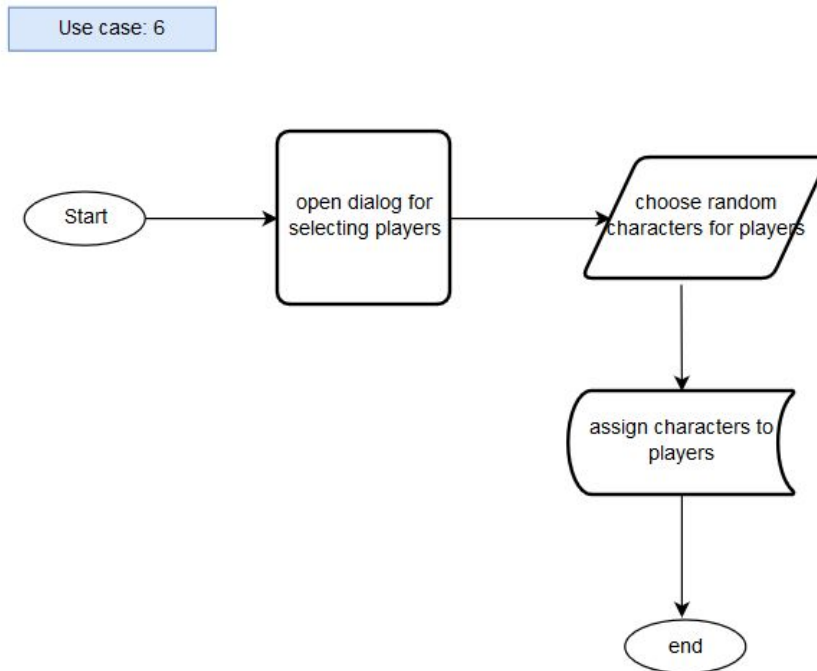 Use case: 6
Start
open dialog for
selecting players
choose random
characters for players
assign characters to
players
end